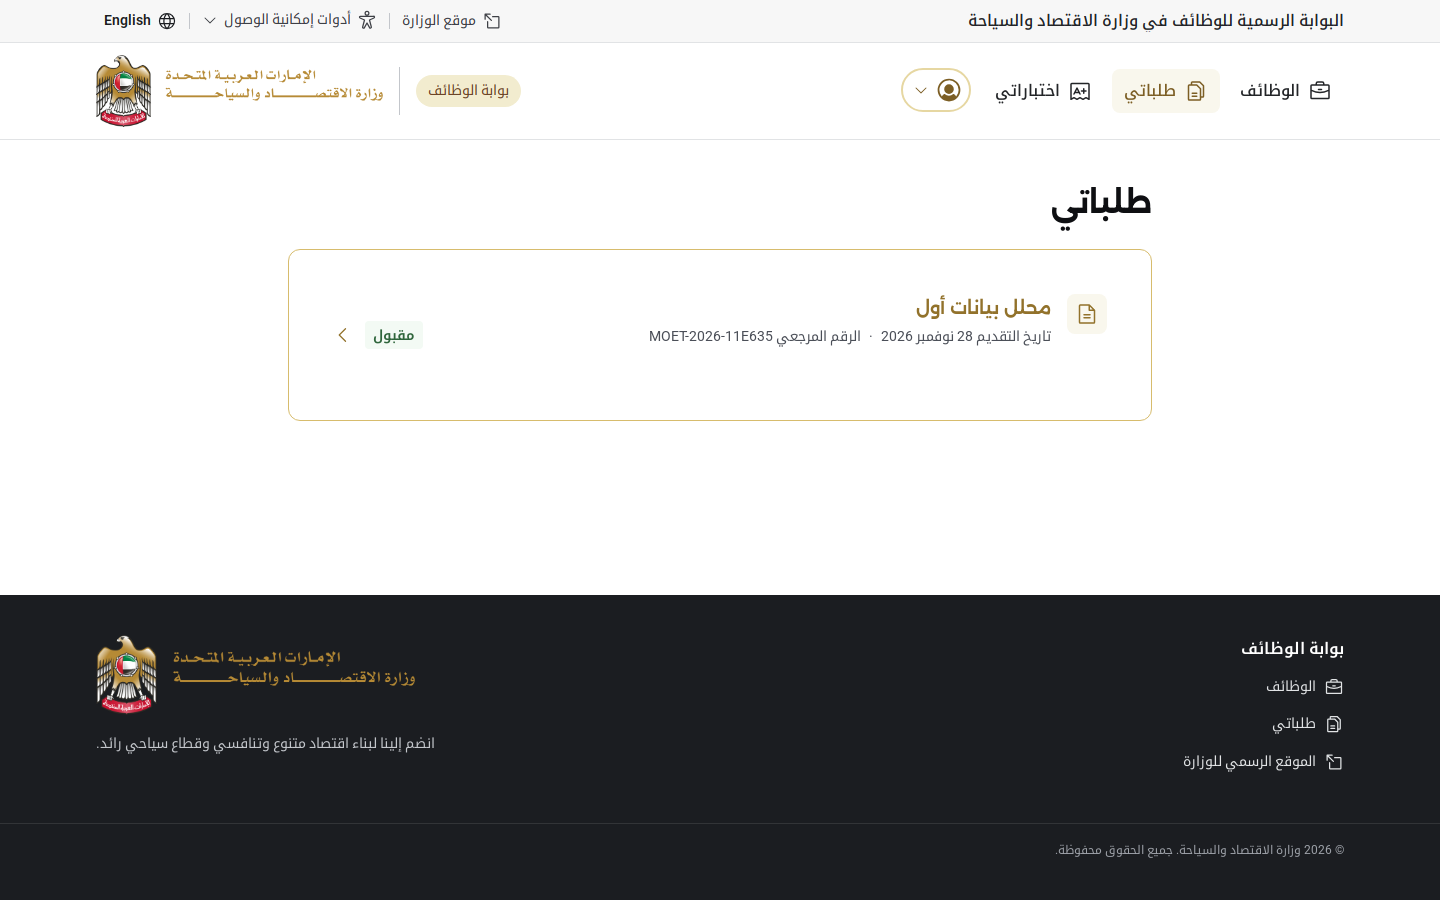 البوابة الرسمية للوظائف في وزارة الاقتصاد والسياحة
موقع الوزارة
أدوات إمكانية الوصول
English
الوظائف
طلباتي
اختباراتي
بوابة الوظائف
الإمارات العربية المتحدة
وزارة الاقتصاد والسياحة
طلباتي
محلل بيانات أول
تاريخ التقديم 28 نوفمبر 2026 · الرقم المرجعي MOET-2026-11E635
مقبول
بوابة الوظائف
الوظائف
طلباتي
الموقع الرسمي للوزارة
الإمارات العربية المتحدة
وزارة الاقتصاد والسياحة
انضم إلينا لبناء اقتصاد متنوع وتنافسي وقطاع سياحي رائد.
© 2026 وزارة الاقتصاد والسياحة. جميع الحقوق محفوظة.